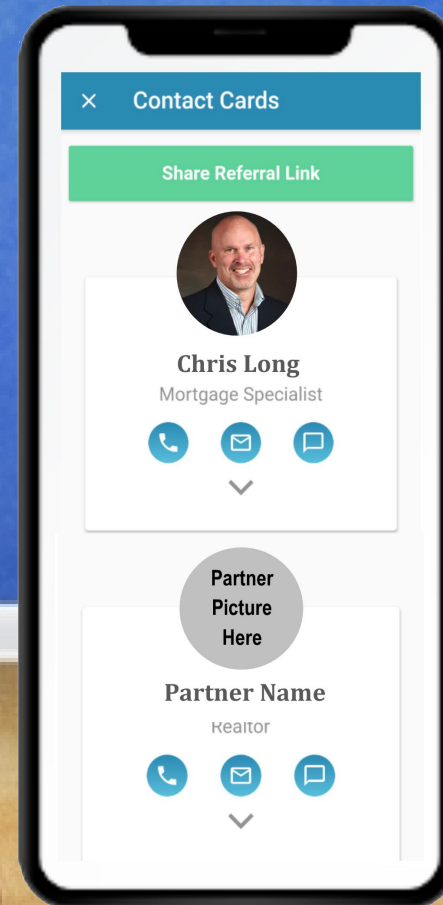 × Contact Cards
Share Referral Link
Chris Long
Mortgage Specialist
Partner
Picture
Here
Partner Name
Realtor